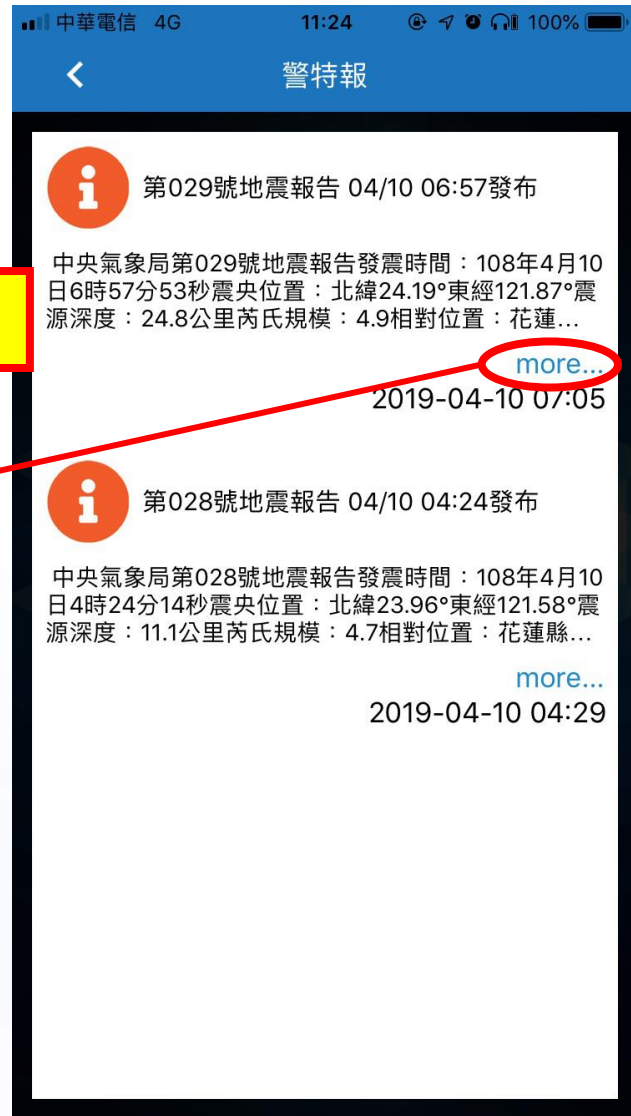 中華電信 4G 11:24 100%
警特報
第029號地震報告 04/10 06:57發布
中央氣象局第029號地震報告發震時間：108年4月10
日6時57分53秒震央位置：北緯24.19°東經121.87°震
源深度：24.8公里芮氏規模：4.9相對位置：花蓮...
more...
2019-04-10 07:05
第028號地震報告 04/10 04:24發布
中央氣象局第028號地震報告發震時間：108年4月10
日4時24分14秒震央位置：北緯23.96°東經121.58°震
源深度：11.1公里芮氏規模：4.7相對位置：花蓮縣...
more...
2019-04-10 04:29